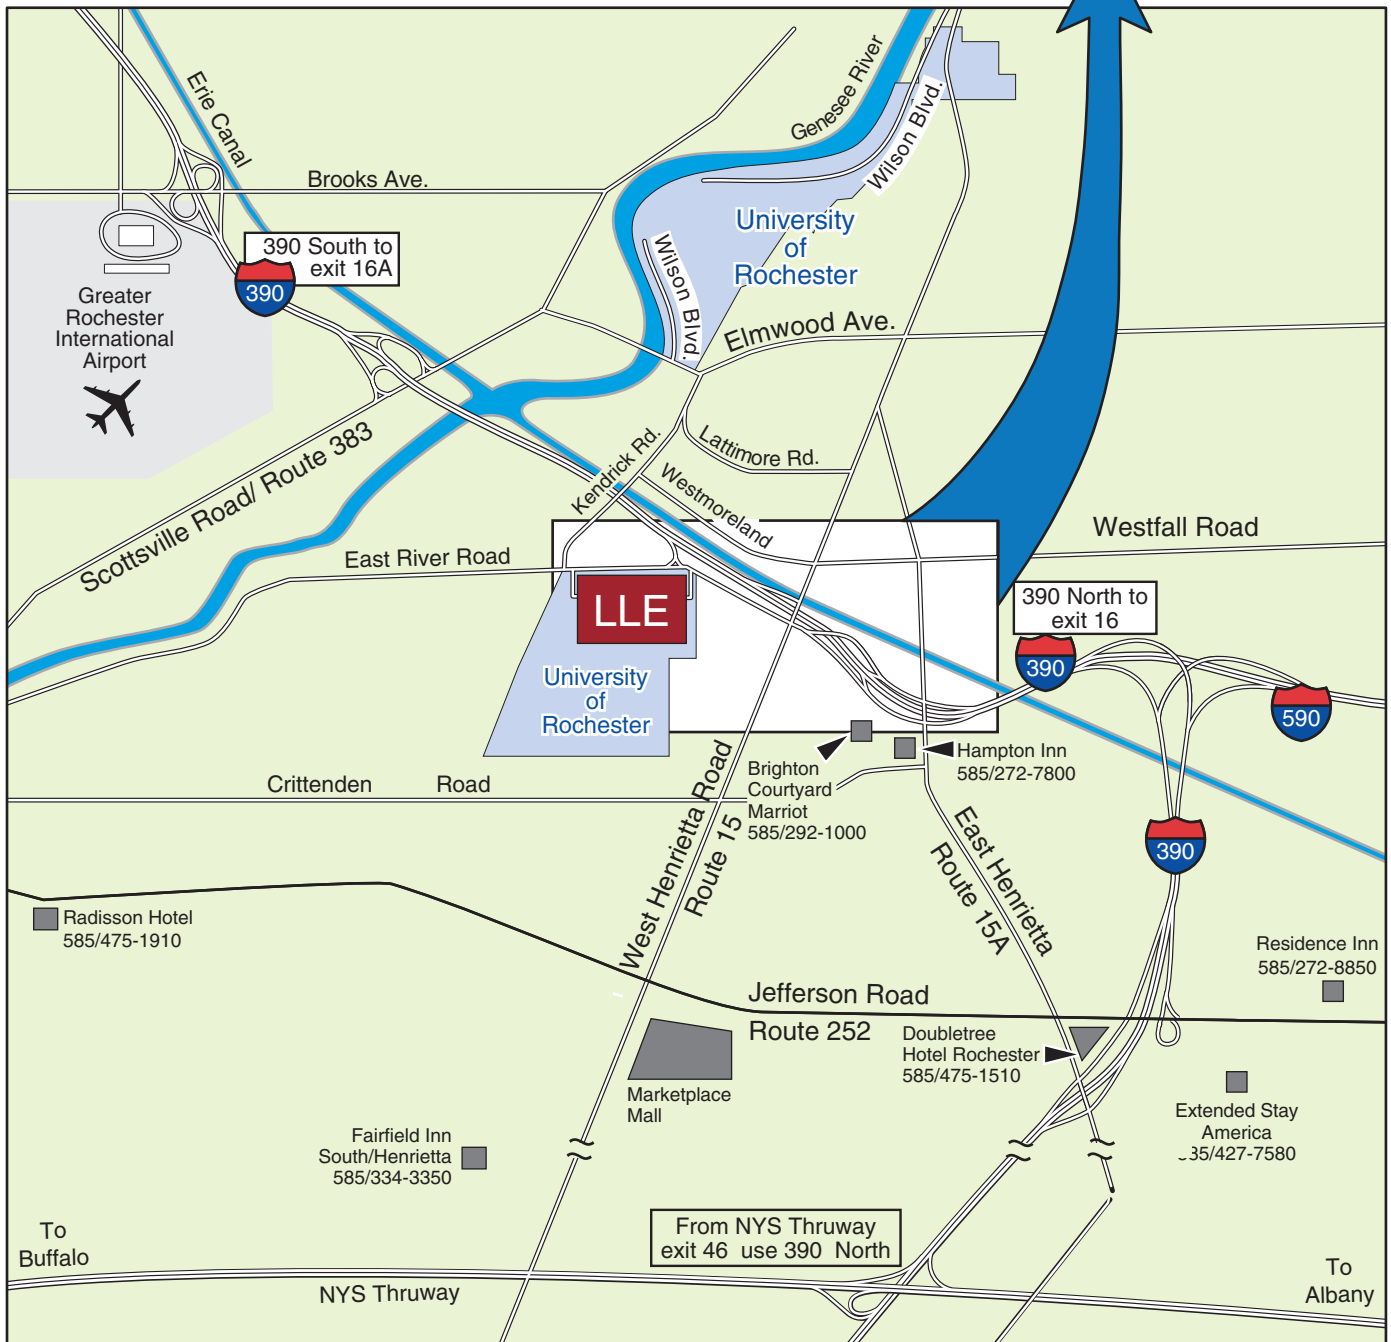 Erie Canal
Genesee River
Wilson Blvd.
Brooks Ave.
University
of
Rochester
Wilson Blvd.
390 South to
exit 16A
390
Greater
Rochester
International
Airport
Elmwood Ave.
Scottsville Road/ Route 383
Kendrick Rd.
Lattimore Rd.
Westmoreland
Westfall Road
East River Road
LLE
390 North to
exit 16
390
590
University
of
Rochester
Hampton Inn
585/272-7800
Brighton
Courtyard
Marriot
585/292-1000
Crittenden Road
West Henrietta Road
Route 15
East Henrietta
Route 15A
390
Radisson Hotel
585/475-1910
Residence Inn
585/272-8850
Jefferson Road
Route 252
Doubletree
Hotel Rochester
585/475-1510
Marketplace
Mall
Extended Stay
America
35/427-7580
Fairfield Inn
South/Henrietta
585/334-3350
From NYS Thruway
exit 46 use 390 North
To
Buffalo
NYS Thruway
To
Albany